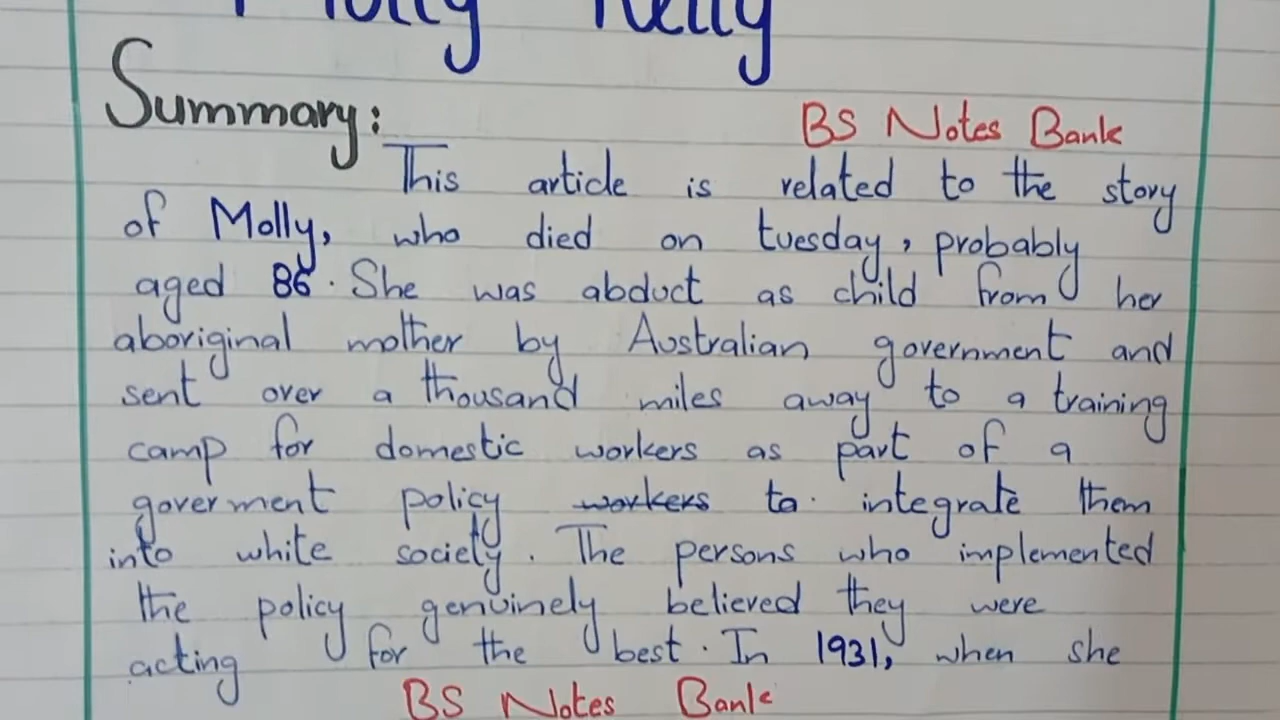 Molly Kelly
Summary:
BS Notes Bank
This article is related to the story
of Molly, who died on tuesday, probably
aged 86. She was abduct as child from her
aboriginal mother by Australian government and
sent over a thousand miles away to a training
camp for domestic workers as part of a
goverment policy workers to integrate them
into white society. The persons who implemented
the policy genuinely believed they were
acting for the best. In 1931, when she
BS Notes Bank